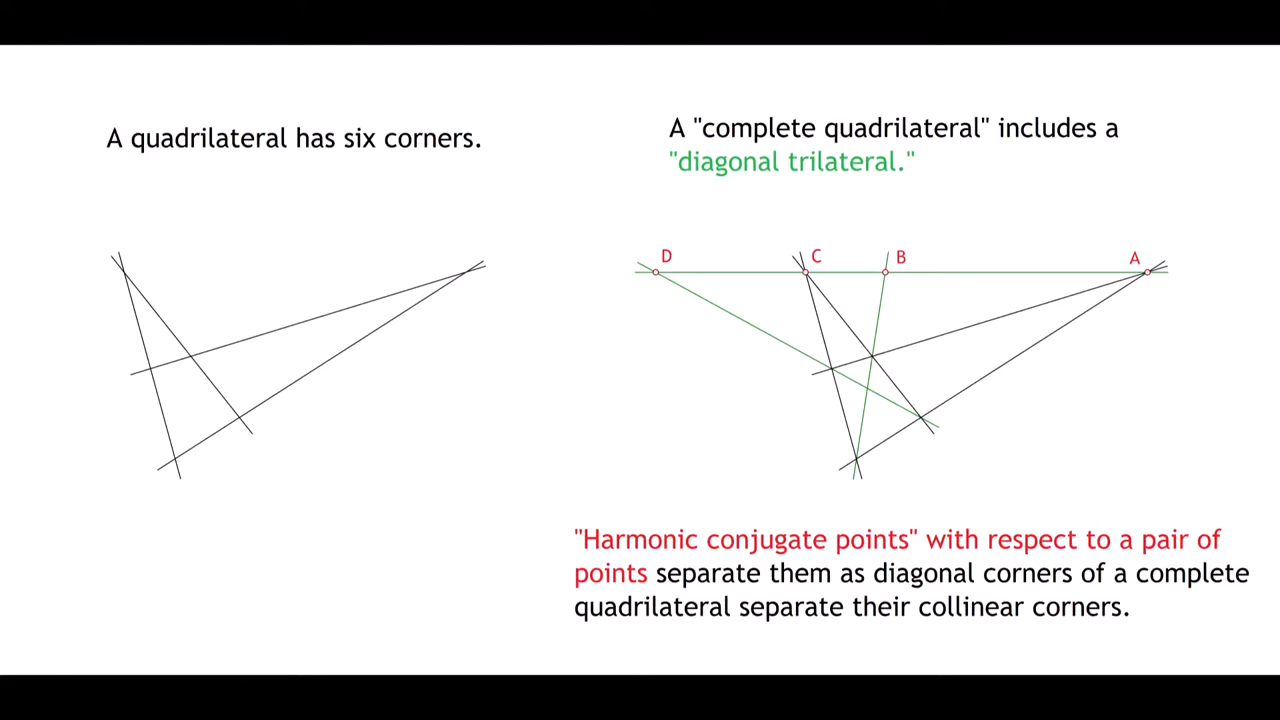 A quadrilateral has six corners.
A "complete quadrilateral" includes a
"diagonal trilateral."
D
C
B
A
"Harmonic conjugate points" with respect to a pair of
points separate them as diagonal corners of a complete
quadrilateral separate their collinear corners.